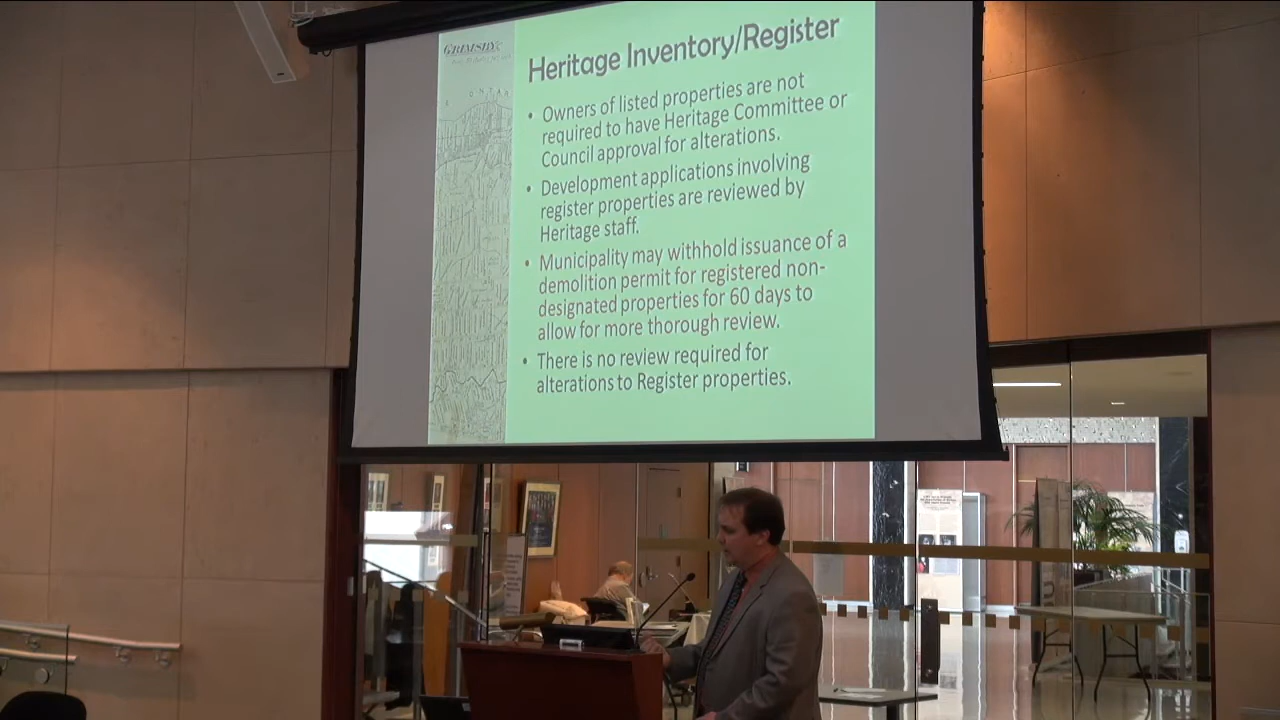 GRIMSBY
Heritage Inventory/Register
ONTAR
• Owners of listed properties are not
required to have Heritage Committee or
Council approval for alterations.
• Development applications involving
register properties are reviewed by
Heritage staff.
• Municipality may withhold issuance of a
demolition permit for registered non-
designated properties for 60 days to
allow for more thorough review.
• There is no review required for
alterations to Register properties.